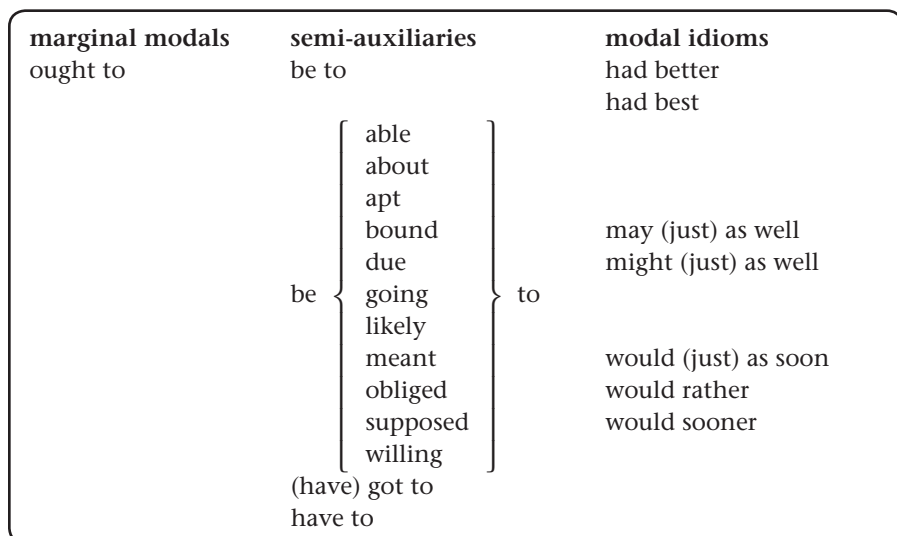 marginal modals semi-auxiliaries modal idioms
ought to be to had better
had best
able
about
apt
bound may (just) as well
due might (just) as well
be going to
likely
meant would (just) as soon
obliged would rather
supposed would sooner
willing
(have) got to
have to